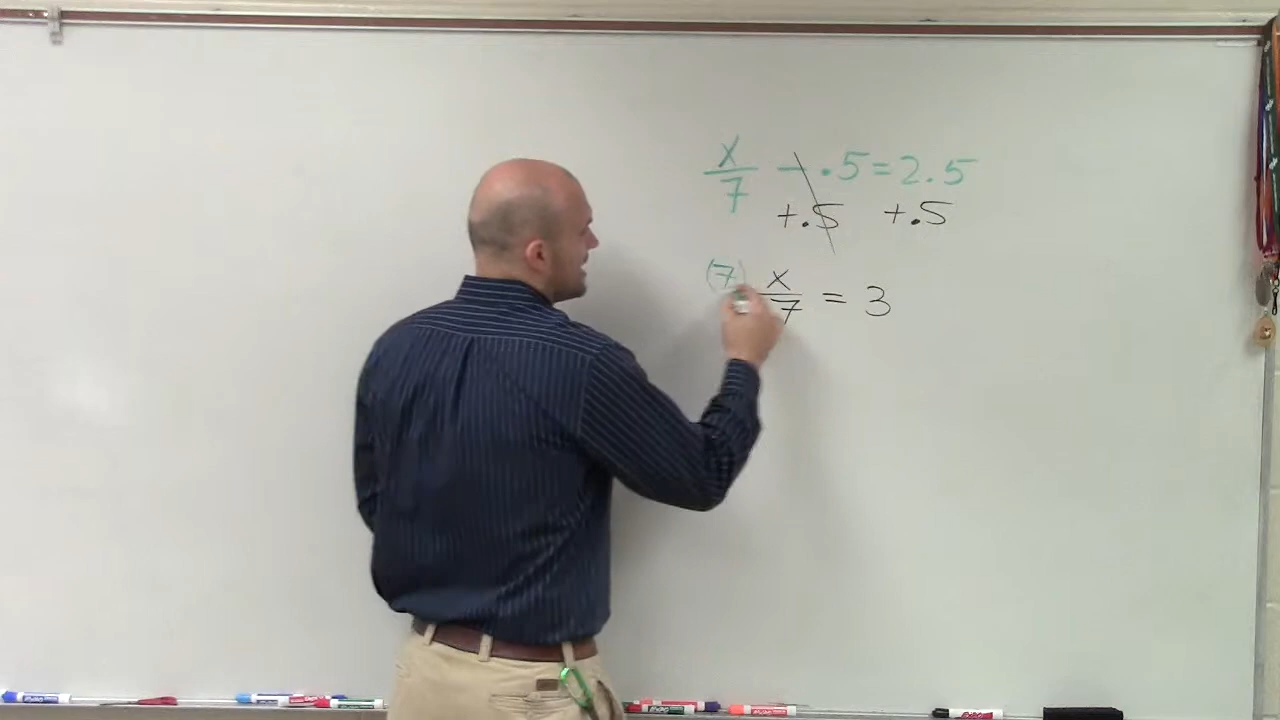 x/7 - .5 = 2.5
+.5 +.5
(7) x/7 = 3